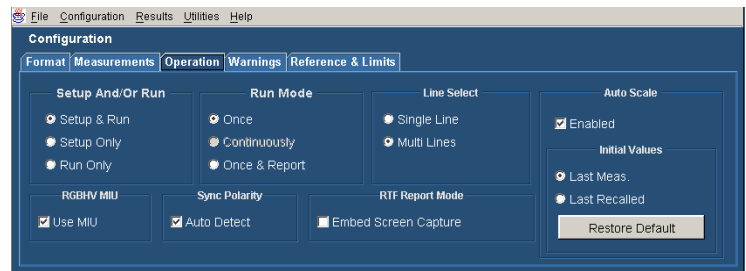 File Configuration Results Utilities Help
Configuration
Format Measurements Operation Warnings Reference & Limits
Setup And/Or Run
Setup & Run
Setup Only
Run Only
Run Mode
Once
Continuously
Once & Report
Line Select
Single Line
Multi Lines
Auto Scale
Enabled
Initial Values
Last Meas.
Last Recalled
Restore Default
RGBHV MIU
Use MIU
Sync Polarity
Auto Detect
RTF Report Mode
Embed Screen Capture